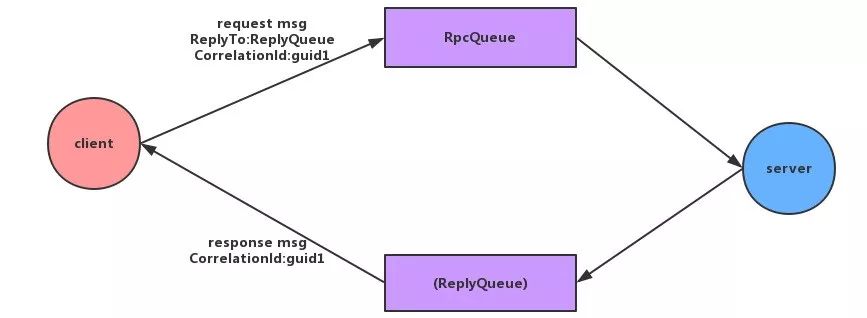 request msg
ReplyTo:ReplyQueue
CorrelationId:guid1
RpcQueue
client
server
response msg
CorrelationId:guid1
(ReplyQueue)